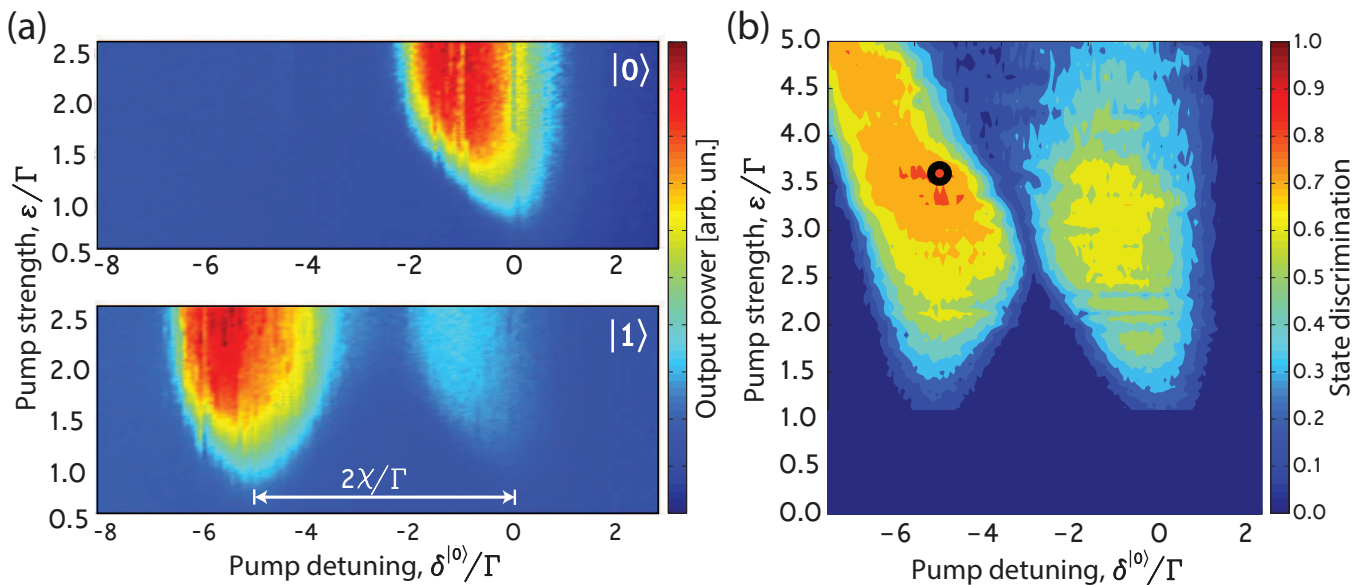 (a)
2.5
2.0
1.5
1.0
0.5
|0⟩
-8 -6 -4 -2 0 2
2.5
2.0
1.5
1.0
0.5
|1⟩
2χ/Γ
-8 -6 -4 -2 0 2
Pump strength, ε/Γ
Pump detuning, δ|0⟩/Γ
Output power [arb. un.]
(b)
5.0
4.5
4.0
3.5
3.0
2.5
2.0
1.5
1.0
0.5
0.0
-6 -4 -2 0 2
Pump strength, ε/Γ
Pump detuning, δ|0⟩/Γ
1.0
0.9
0.8
0.7
0.6
0.5
0.4
0.3
0.2
0.1
0.0
State discrimination